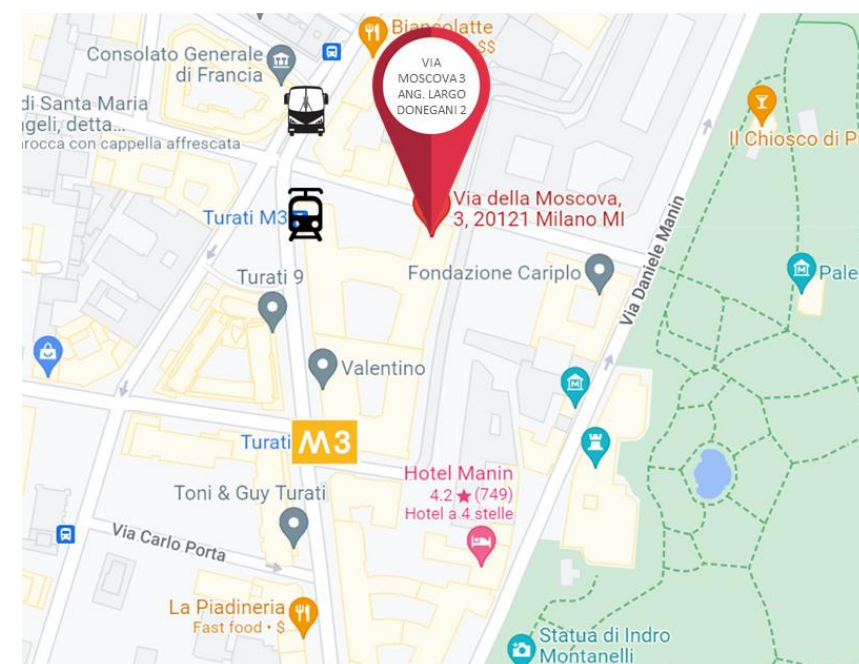 Biancolatte
$$
Consolato Generale
di Francia
VIA
MOSCOVA 3
ANG. LARGO
DONEGANI 2
di Santa Maria
geli, detta...
arocca con cappella affrescata
Il Chiosco di P
Turati M3
Via della Moscova,
3, 20121 Milano MI
Via Daniele Manin
Turati 9
Fondazione Cariplo
Pale
Valentino
Turati M3
Hotel Manin
4.2 ★ (749)
Hotel a 4 stelle
Toni & Guy Turati
Via Carlo Porta
La Piadineria
Fast food • $
Statua di Indro
Montanelli